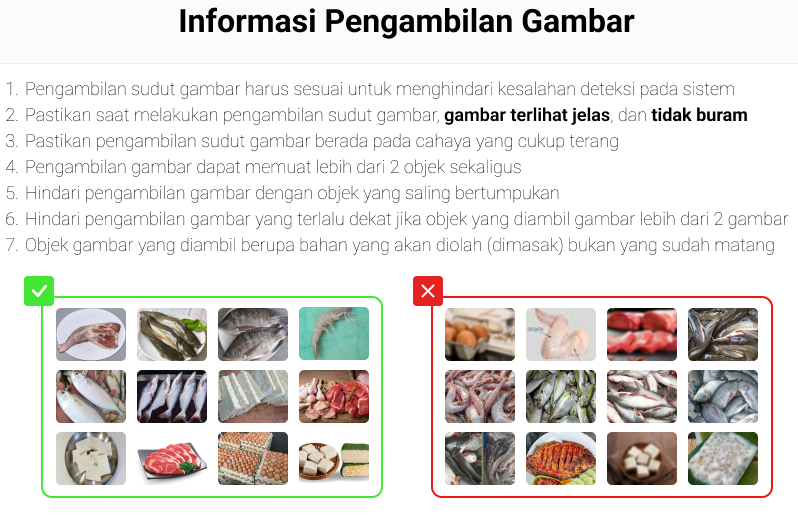 Informasi Pengambilan Gambar
1. Pengambilan sudut gambar harus sesuai untuk menghindari kesalahan deteksi pada sistem
2. Pastikan saat melakukan pengambilan sudut gambar, gambar terlihat jelas, dan tidak buram
3. Pastikan pengambilan sudut gambar berada pada cahaya yang cukup terang
4. Pengambilan gambar dapat memuat lebih dari 2 objek sekaligus
5. Hindari pengambilan gambar dengan objek yang saling bertumpukan
6. Hindari pengambilan gambar yang terlalu dekat jika objek yang diambil gambar lebih dari 2 gambar
7. Objek gambar yang diambil berupa bahan yang akan diolah (dimasak) bukan yang sudah matang